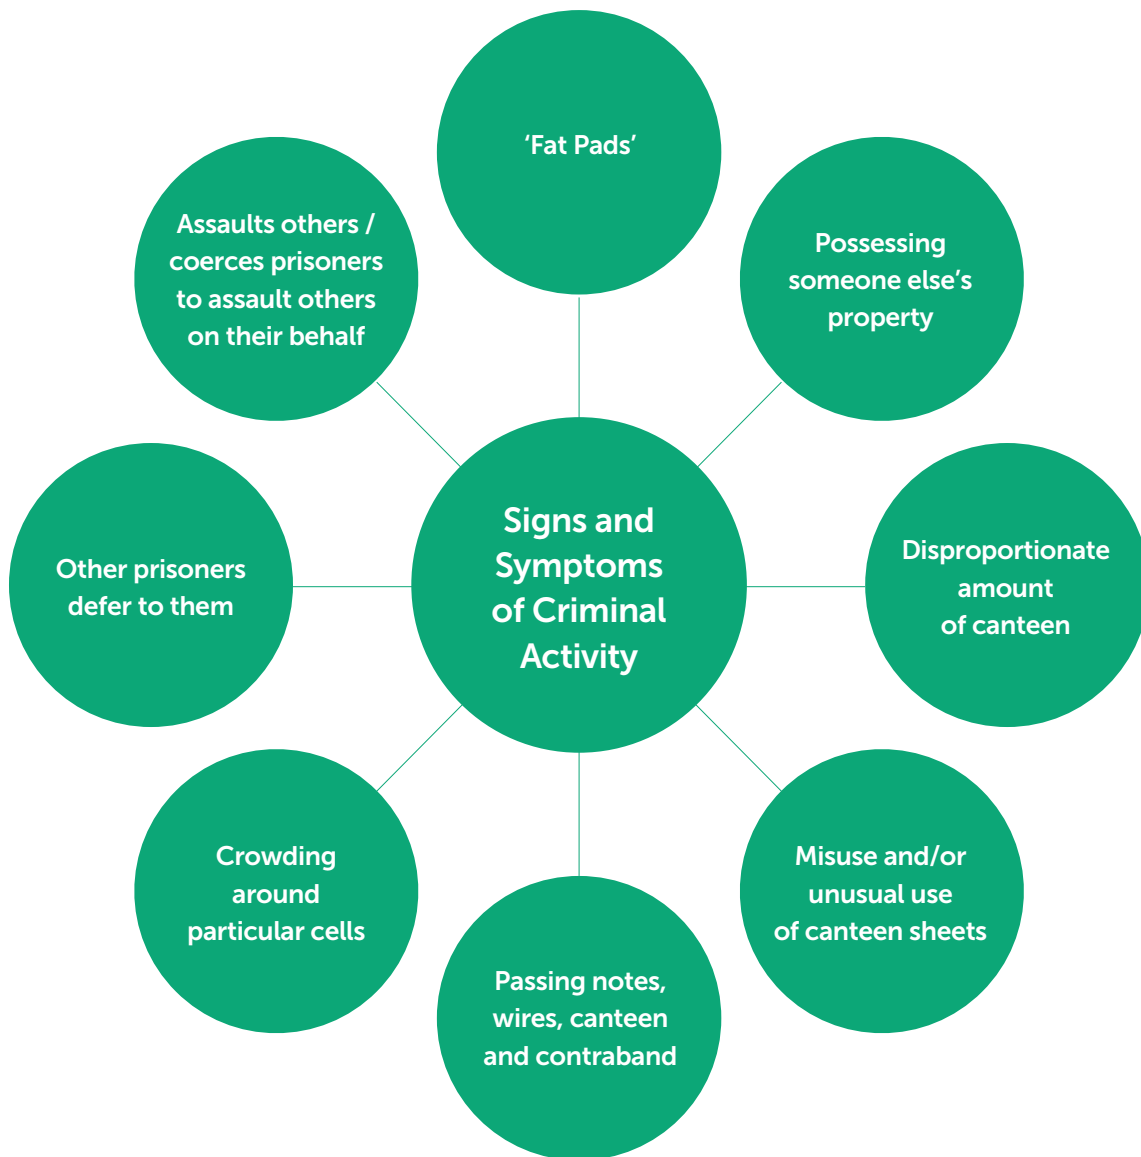 ‘Fat Pads’
Possessing
someone else’s
property
Disproportionate
amount
of canteen
Misuse and/or
unusual use
of canteen sheets
Passing notes,
wires, canteen
and contraband
Crowding
around
particular cells
Other prisoners
defer to them
Assaults others /
coerces prisoners
to assault others
on their behalf
Signs and
Symptoms
of Criminal
Activity